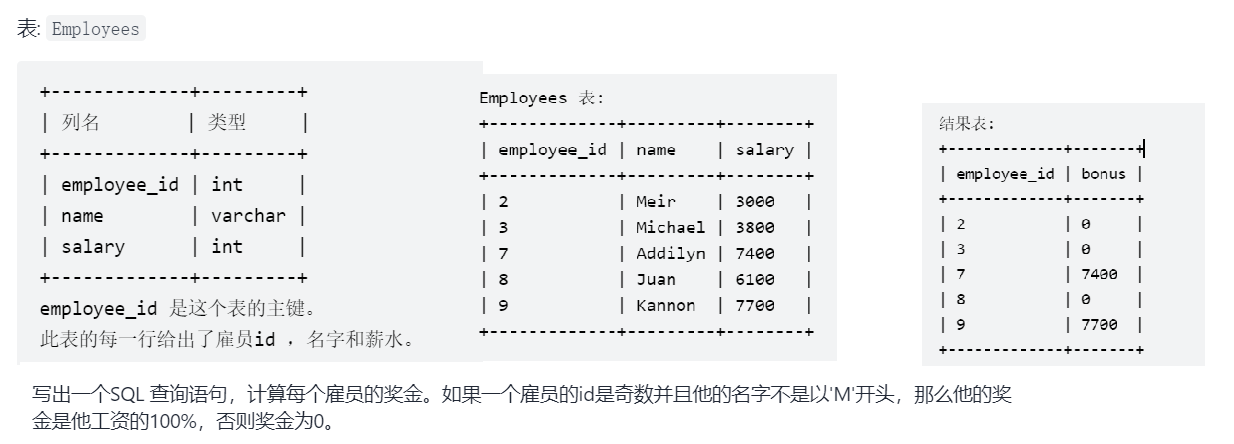 表: Employees
+-------------+---------+
| 列名 | 类型 |
+-------------+---------+
| employee_id | int |
| name | varchar |
| salary | int |
+-------------+---------+
employee_id 是这个表的主键。
此表的每一行给出了雇员id ，名字和薪水。
Employees 表:
+-------------+---------+--------+
| employee_id | name | salary |
+-------------+---------+--------+
| 2 | Meir | 3000 |
| 3 | Michael | 3800 |
| 7 | Addilyn | 7400 |
| 8 | Juan | 6100 |
| 9 | Kannon | 7700 |
+-------------+---------+--------+
结果表:
+-------------+-------+
| employee_id | bonus |
+-------------+-------+
| 2 | 0 |
| 3 | 0 |
| 7 | 7400 |
| 8 | 0 |
| 9 | 7700 |
+-------------+-------+
写出一个SQL 查询语句，计算每个雇员的奖金。如果一个雇员的id是奇数并且他的名字不是以'M'开头，那么他的奖
金是他工资的100%，否则奖金为0。